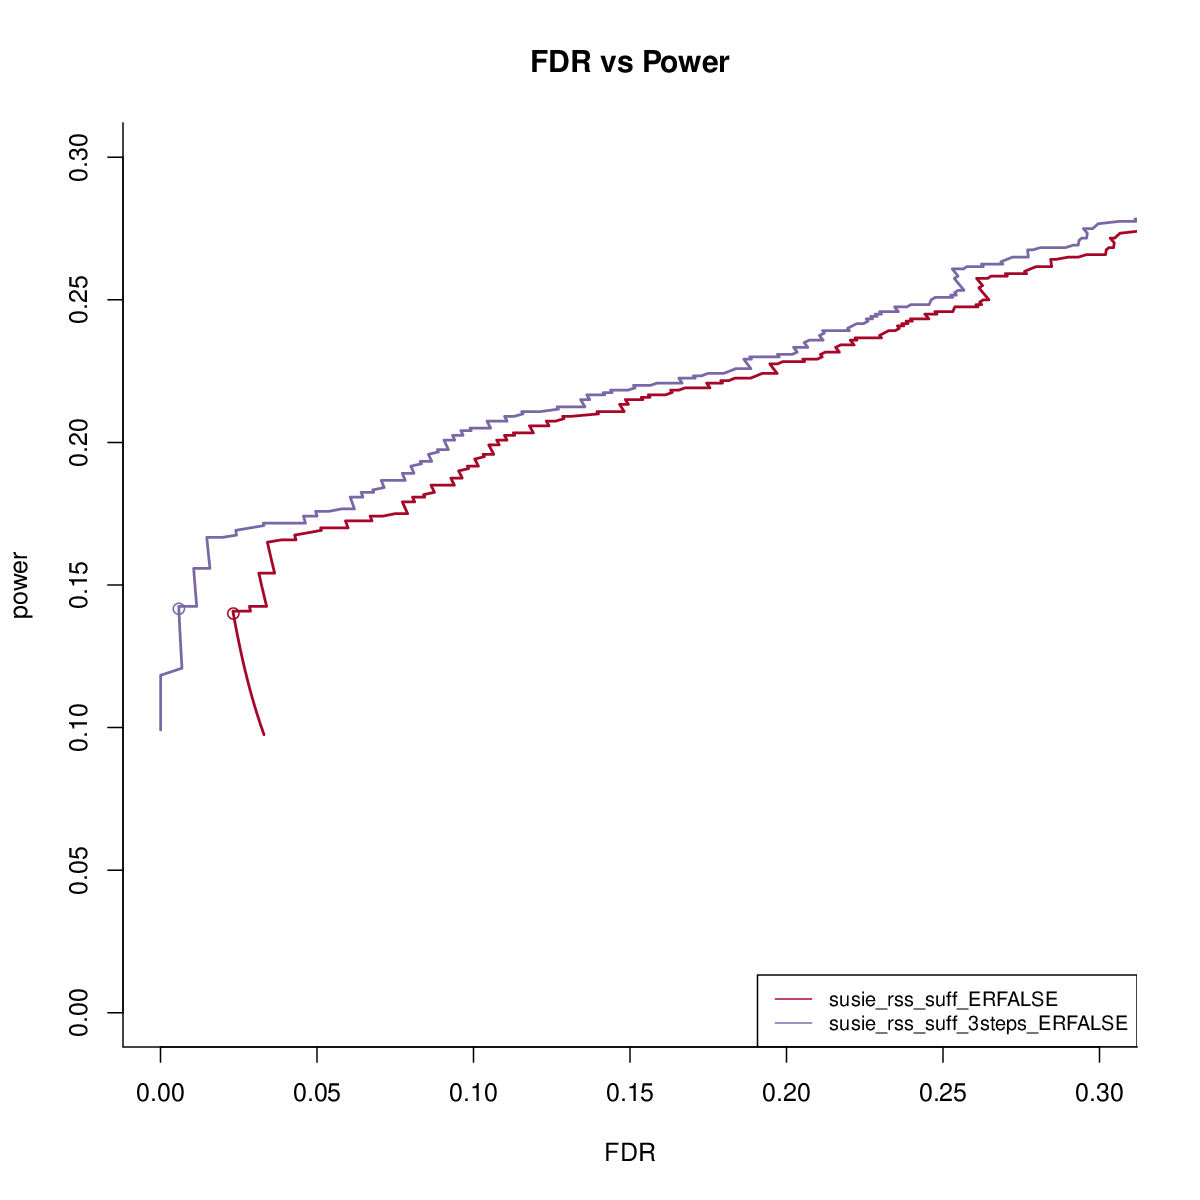 FDR vs Power
0.30
0.25
0.20
0.15
0.10
0.05
0.00
power
susie_rss_suff_ERFALSE
susie_rss_suff_3steps_ERFALSE
0.00 0.05 0.10 0.15 0.20 0.25 0.30
FDR